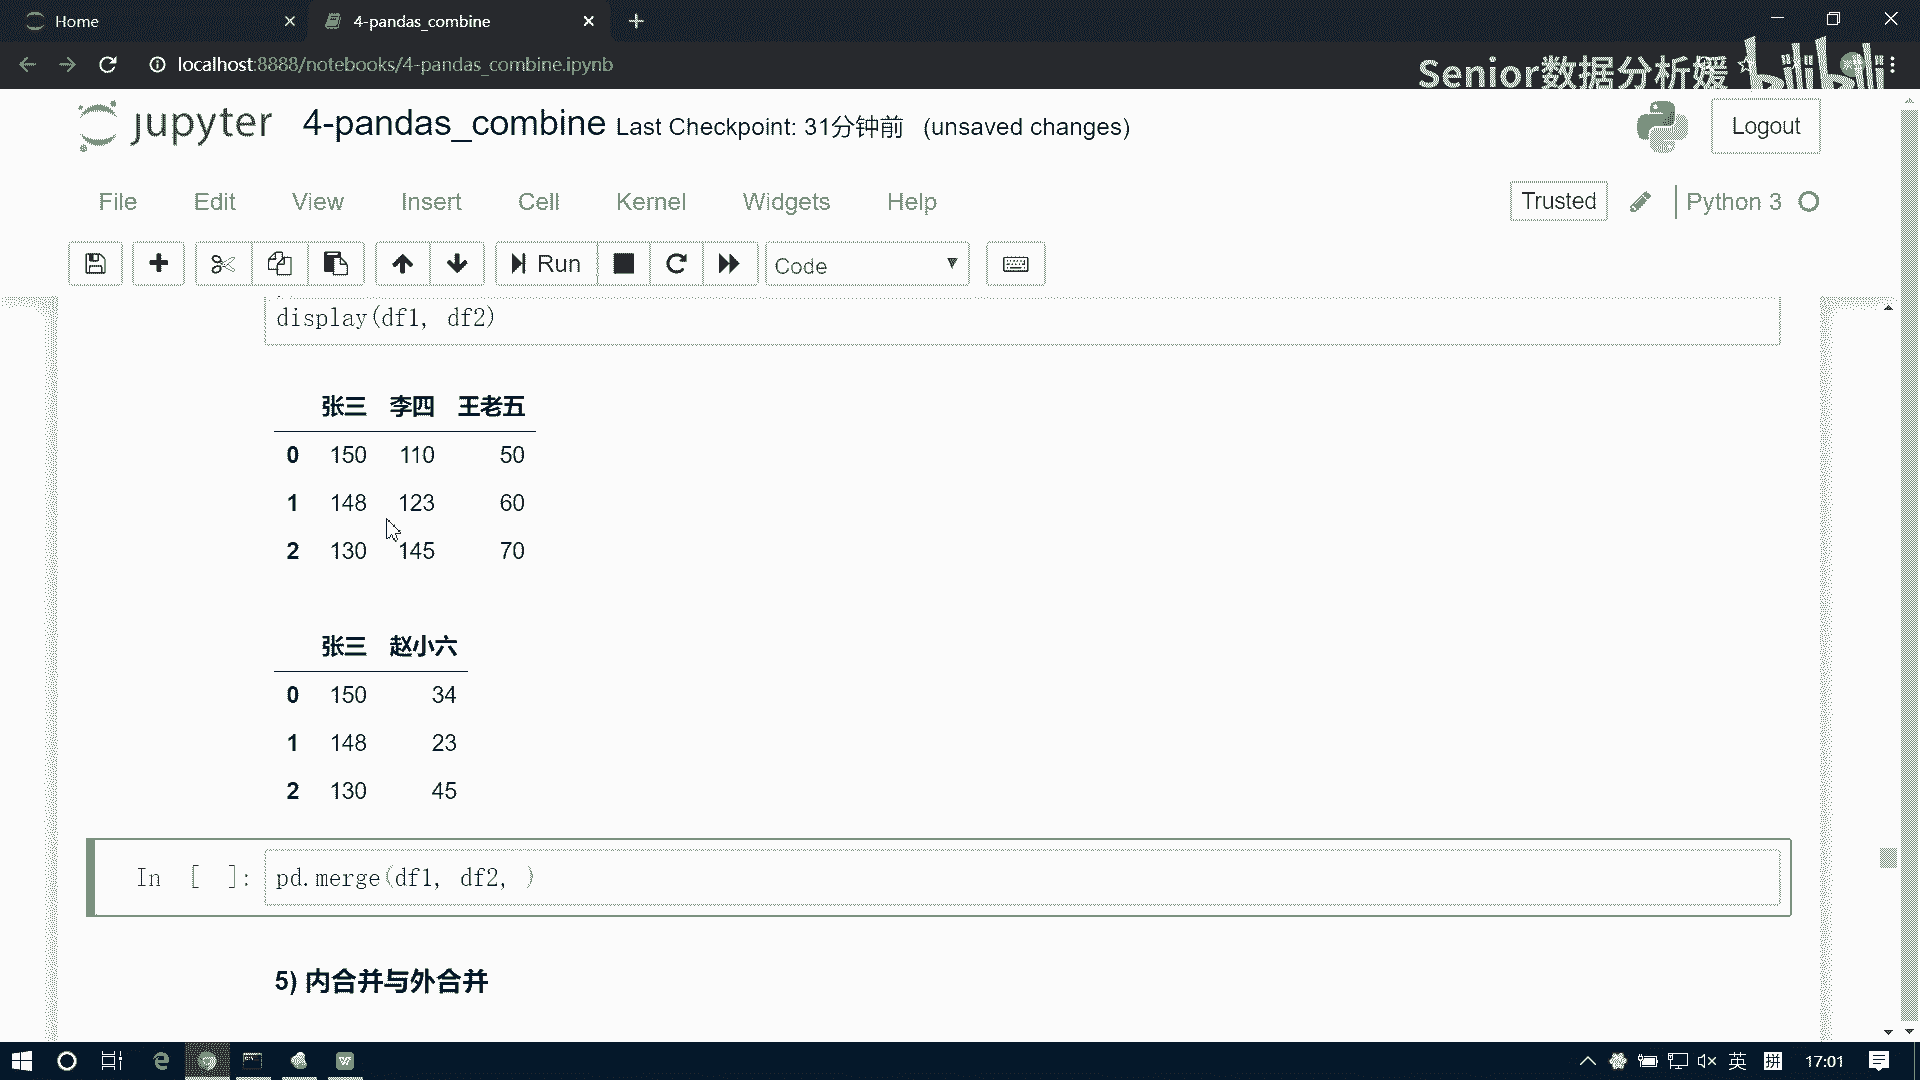 Home
4-pandas_combine
localhost:8888/notebooks/4-pandas_combine.ipynb
Senior数据分析媛 bilibili
jupyter 4-pandas_combine Last Checkpoint: 31分钟前 (unsaved changes)
Logout
File Edit View Insert Cell Kernel Widgets Help
Trusted Python 3
Run Code
display(df1, df2)
张三 李四 王老五
0 150 110 50
1 148 123 60
2 130 145 70
张三 赵小六
0 150 34
1 148 23
2 130 45
In [ ]: pd.merge(df1, df2, )
5) 内合并与外合并
英 拼 17:01